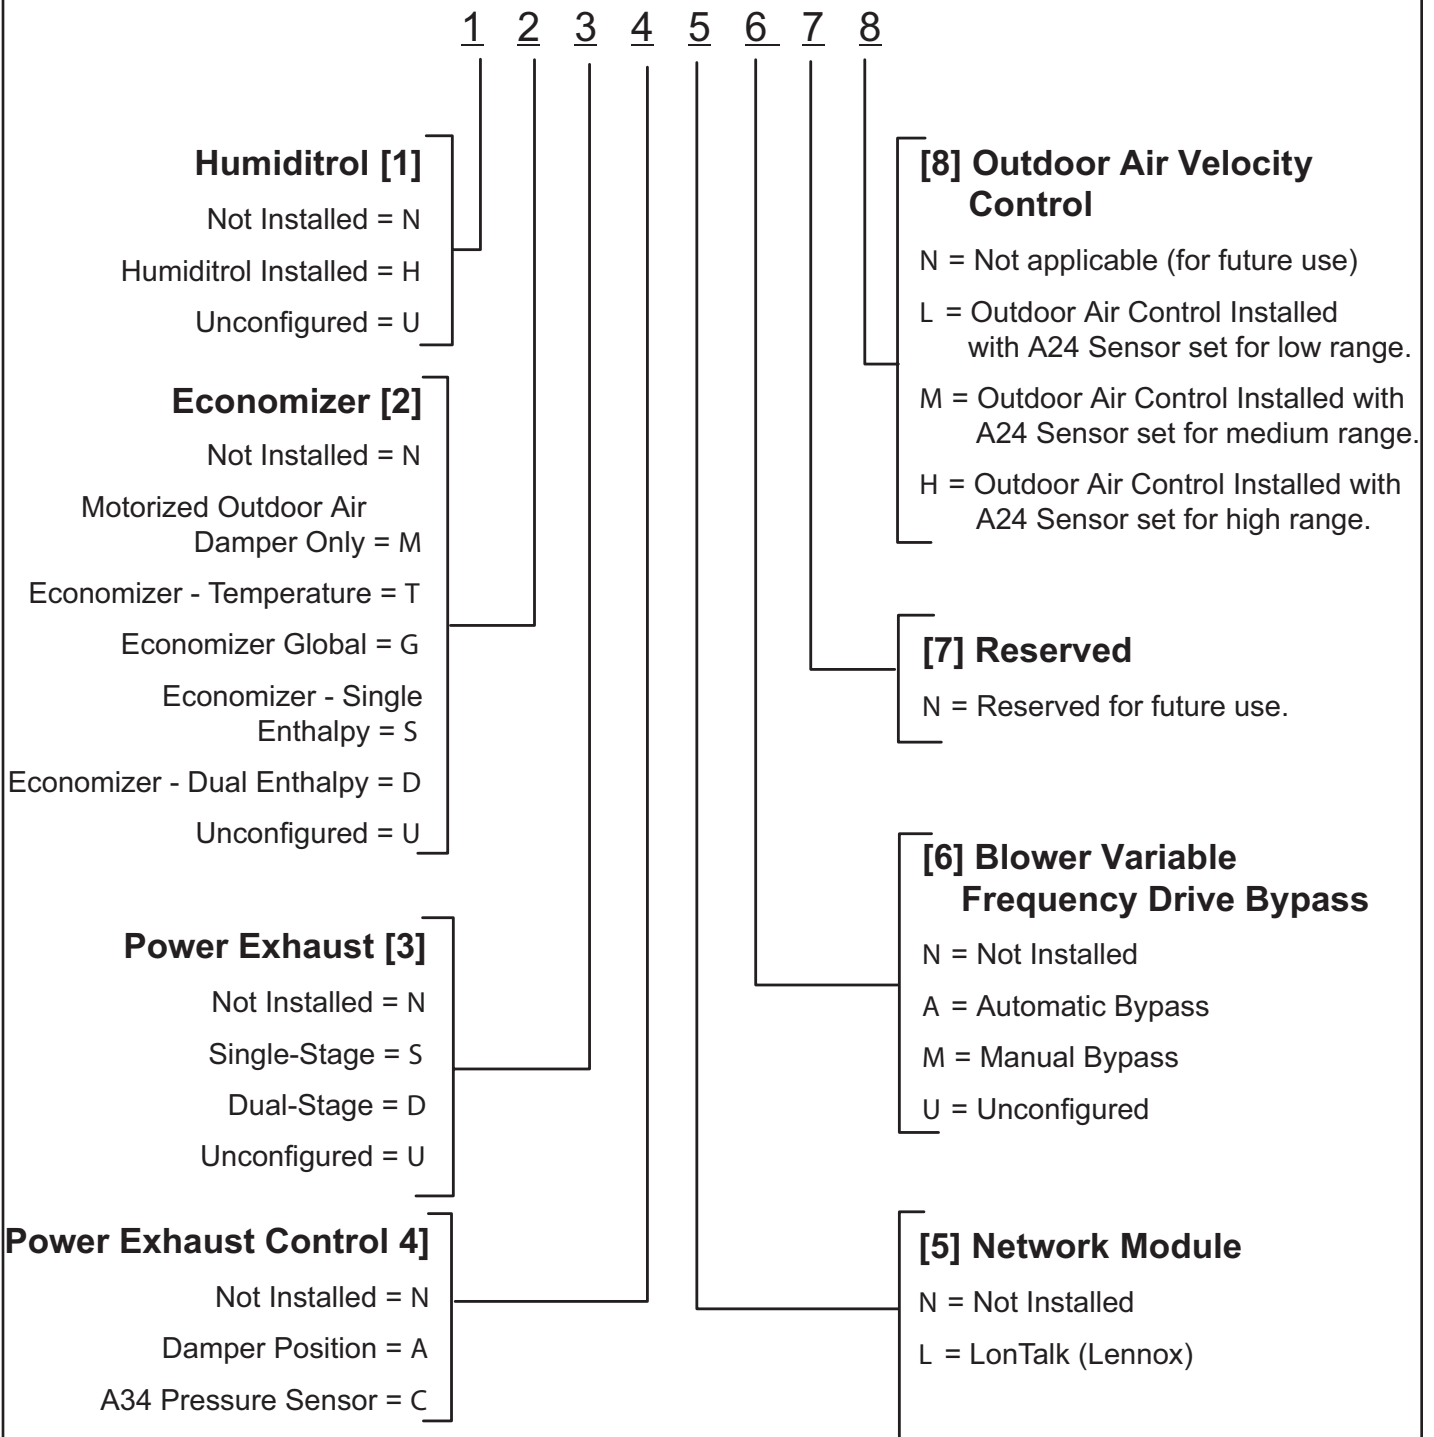 1 2 3 4 5 6 7 8
Humiditrol [1]
Not Installed = N
Humiditrol Installed = H
Unconfigured = U
Economizer [2]
Not Installed = N
Motorized Outdoor Air
Damper Only = M
Economizer - Temperature = T
Economizer Global = G
Economizer - Single
Enthalpy = S
Economizer - Dual Enthalpy = D
Unconfigured = U
Power Exhaust [3]
Not Installed = N
Single-Stage = S
Dual-Stage = D
Unconfigured = U
Power Exhaust Control 4]
Not Installed = N
Damper Position = A
A34 Pressure Sensor = C
[8] Outdoor Air Velocity
Control
N = Not applicable (for future use)
L = Outdoor Air Control Installed
with A24 Sensor set for low range.
M = Outdoor Air Control Installed with
A24 Sensor set for medium range.
H = Outdoor Air Control Installed with
A24 Sensor set for high range.
[7] Reserved
N = Reserved for future use.
[6] Blower Variable
Frequency Drive Bypass
N = Not Installed
A = Automatic Bypass
M = Manual Bypass
U = Unconfigured
[5] Network Module
N = Not Installed
L = LonTalk (Lennox)